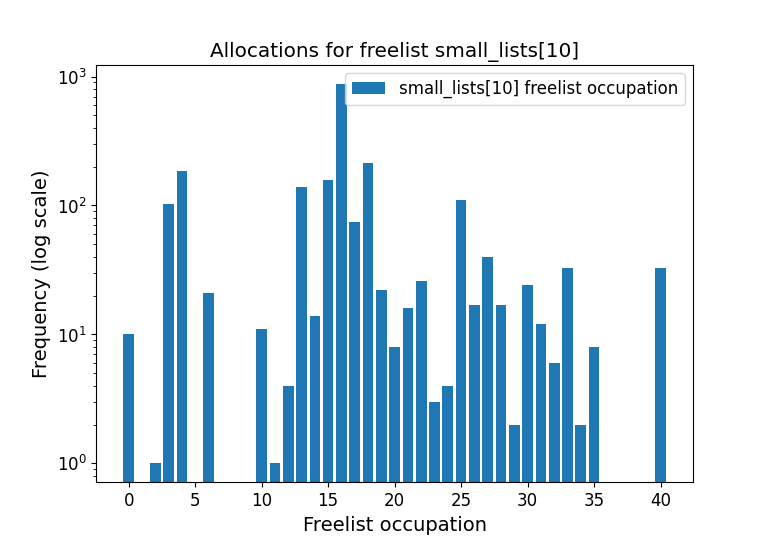 Allocations for freelist small_lists[10]
small_lists[10] freelist occupation
Frequency (log scale)
10³
10²
10¹
10⁰
0 5 10 15 20 25 30 35 40
Freelist occupation